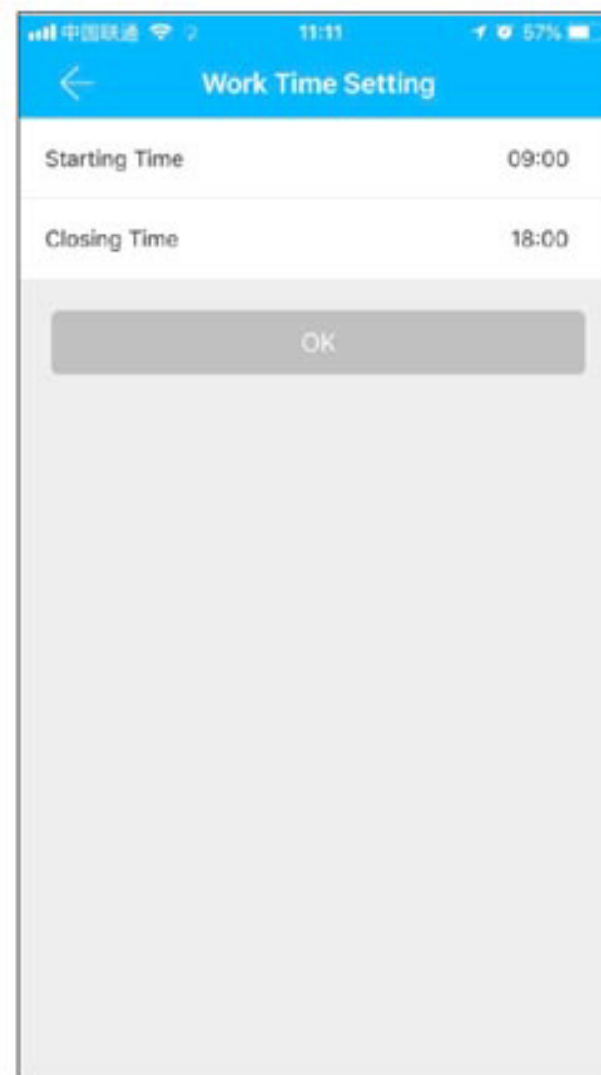 中国联通 11:11 57%
Work Time Setting
Starting Time 09:00
Closing Time 18:00
OK